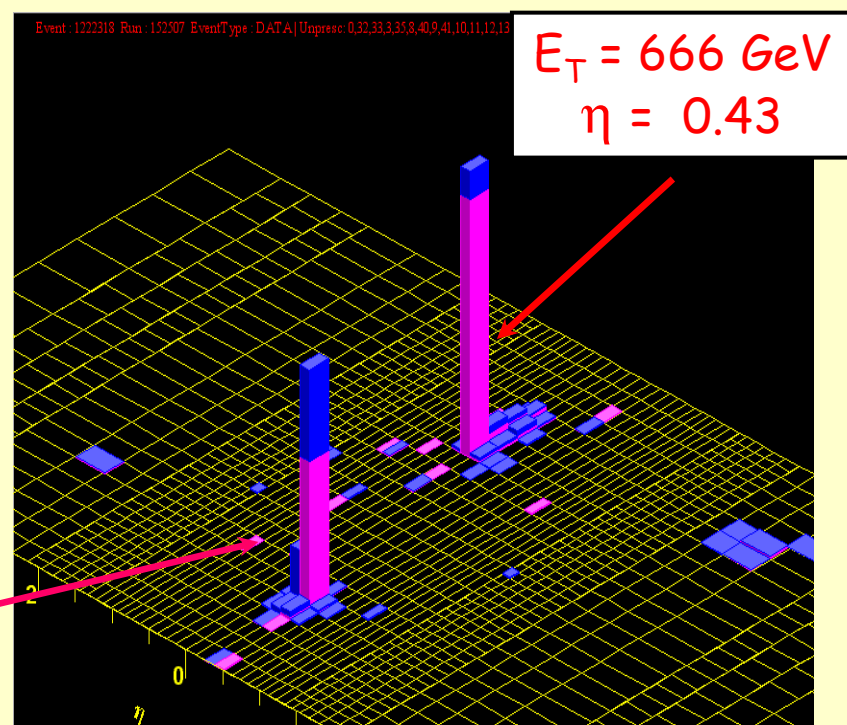 Event : 1222318 Run : 152507 EventType : DATA | Unpresc: 0,32,33,3,35,8,40,9,41,10,11,12,13
E_T = 666 GeV
η = 0.43
2
0
η